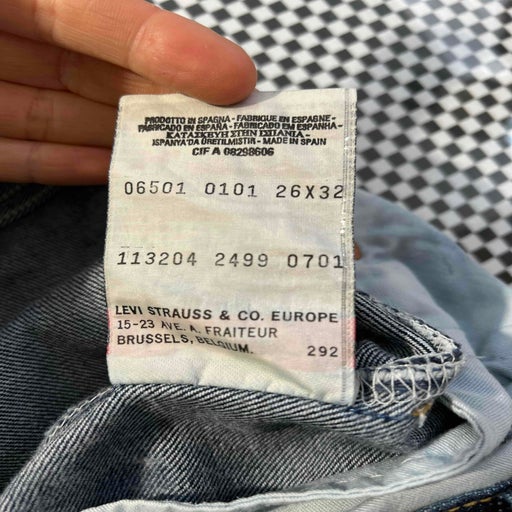 PRODOTTO IN SPAGNA - FABRIQUE EN ESPAGNE -
FABRICADO EN ESPAÑA - FABRICADO EM ESPANHA -
ΚΑΤΑΣΚΕΥΗ ΣΤΗΝ ΙΣΠΑΝΙΑ -
ISPANYA'DA ÜRETILMISTIR - MADE IN SPAIN
CIF A 08298606
06501 0101 26X32
113204 2499 0701
LEVI STRAUSS & CO. EUROPE
15-23 AVE. A. FRAITEUR
BRUSSELS, BELGIUM. 292